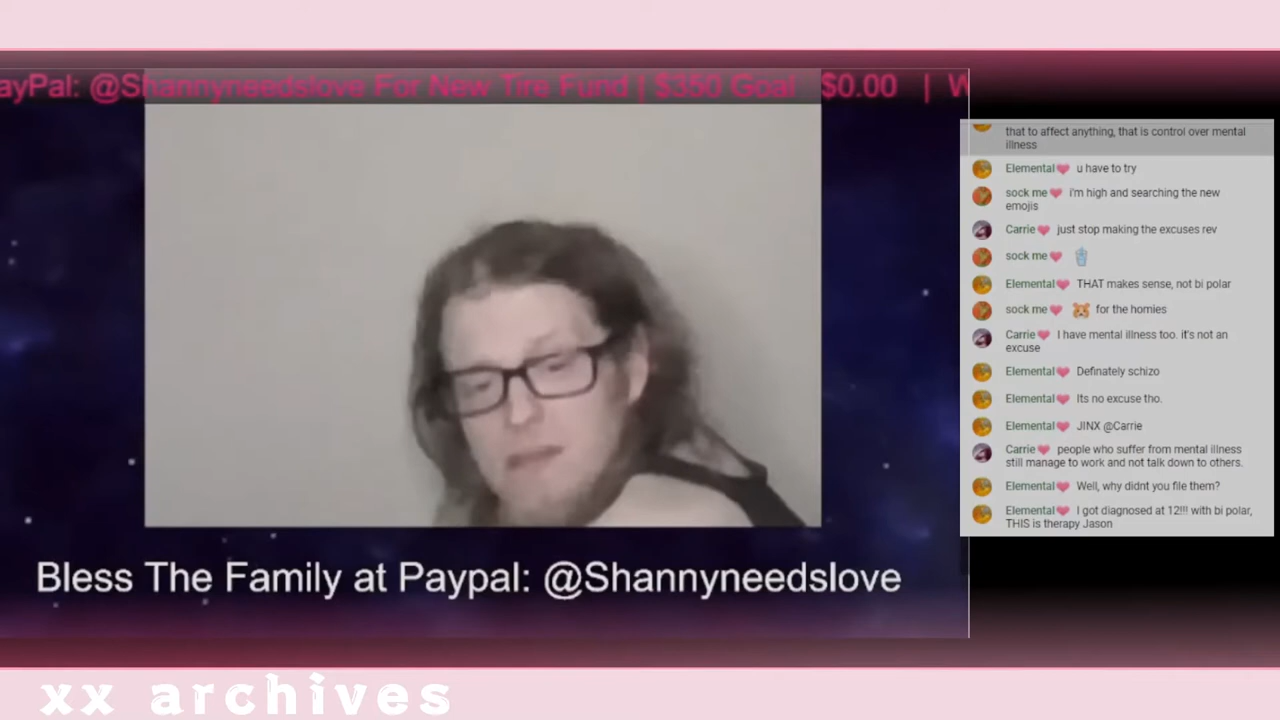 ayPal: @Shannyneedslove For New Tire Fund | $350 Goal $0.00 | W
that to affect anything, that is control over mental
illness
Elemental u have to try
sock me i'm high and searching the new
emojis
Carrie just stop making the excuses rev
sock me
Elemental THAT makes sense, not bi polar
sock me for the homies
Carrie I have mental illness too. it's not an
excuse
Elemental Definately schizo
Elemental Its no excuse tho.
Elemental JINX @Carrie
Carrie people who suffer from mental illness
still manage to work and not talk down to others.
Elemental Well, why didnt you file them?
Elemental I got diagnosed at 12!!! with bi polar,
THIS is therapy Jason
Bless The Family at Paypal: @Shannyneedslove
xx archives